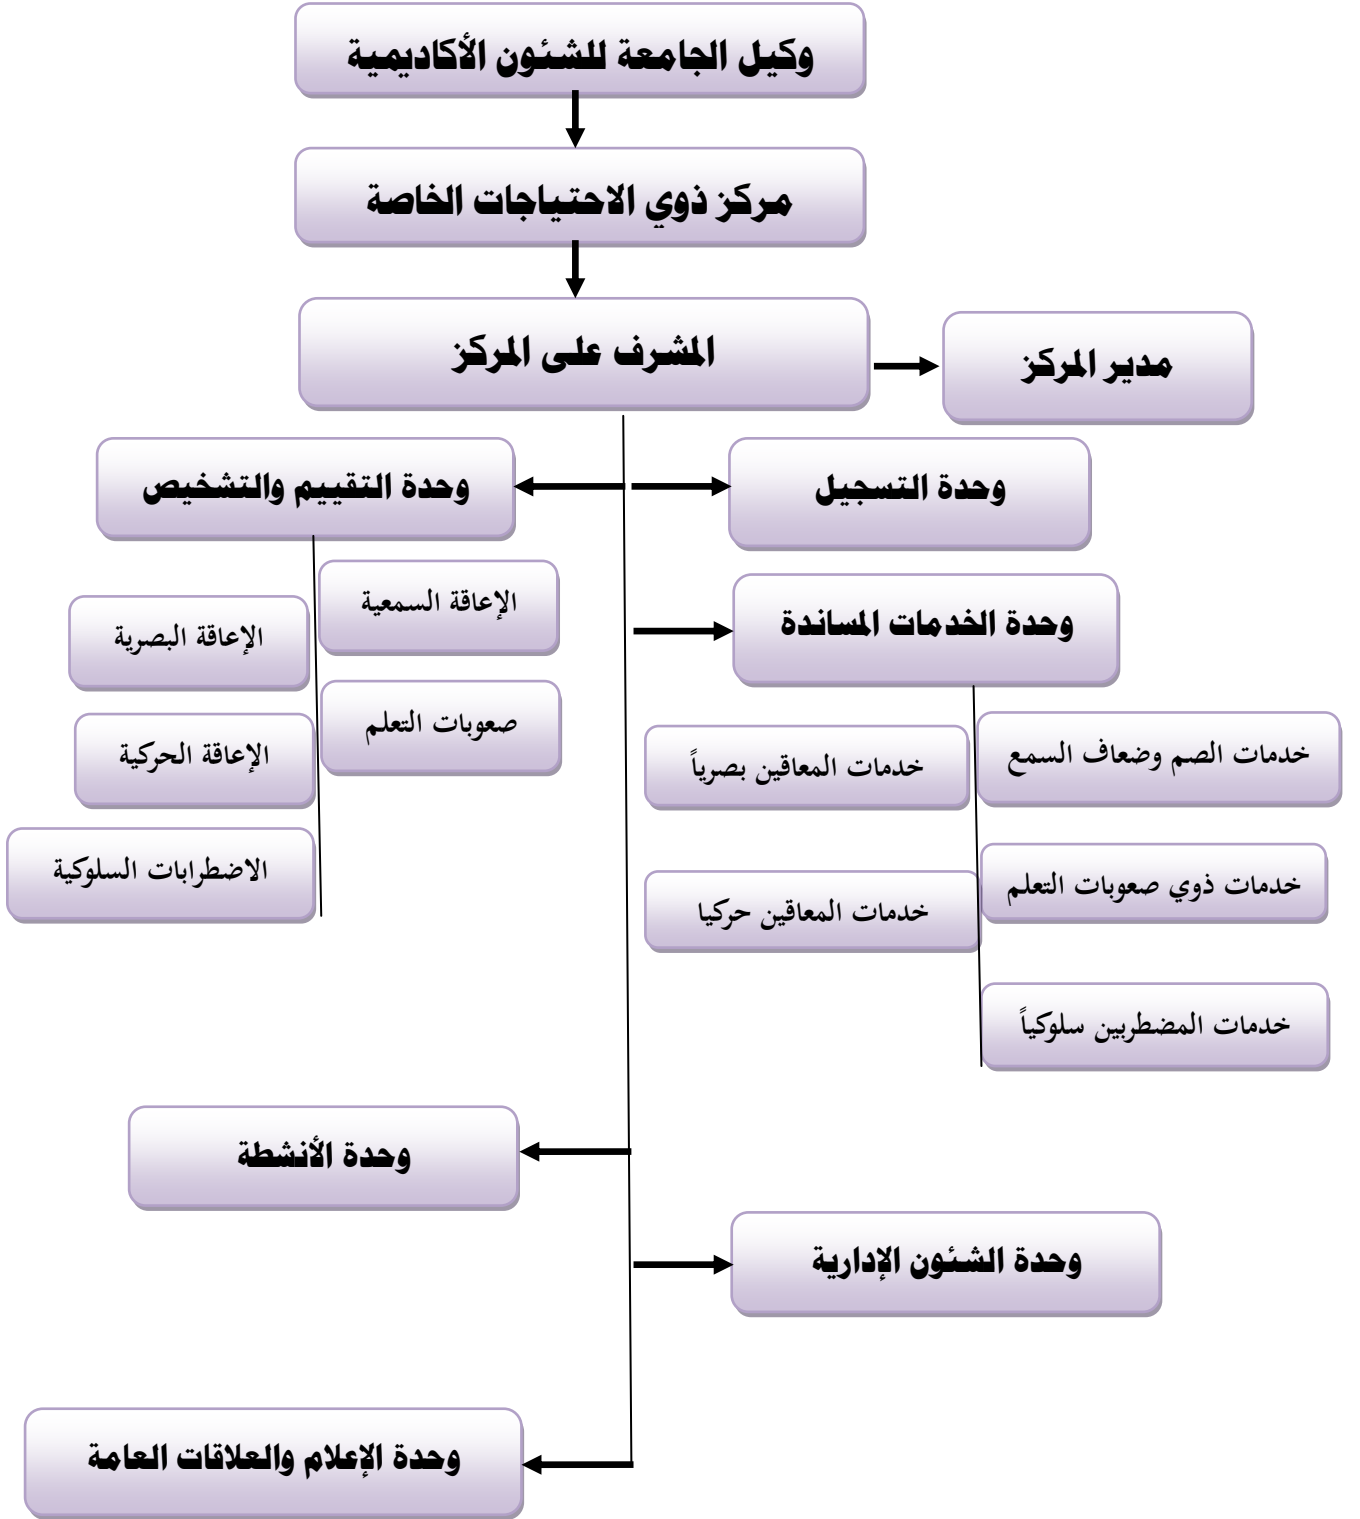 وكيل الجامعة للشئون الأكاديمية
مركز ذوي الاحتياجات الخاصة
المشرف على المركز
مدير المركز
وحدة التسجيل
وحدة التقييم والتشخيص
الإعاقة السمعية
الإعاقة البصرية
صعوبات التعلم
الإعاقة الحركية
الاضطرابات السلوكية
وحدة الخدمات المساندة
خدمات الصم وضعاف السمع
خدمات المعاقين بصرياً
خدمات ذوي صعوبات التعلم
خدمات المعاقين حركيا
خدمات المضطربين سلوكياً
وحدة الأنشطة
وحدة الشئون الإدارية
وحدة الإعلام والعلاقات العامة